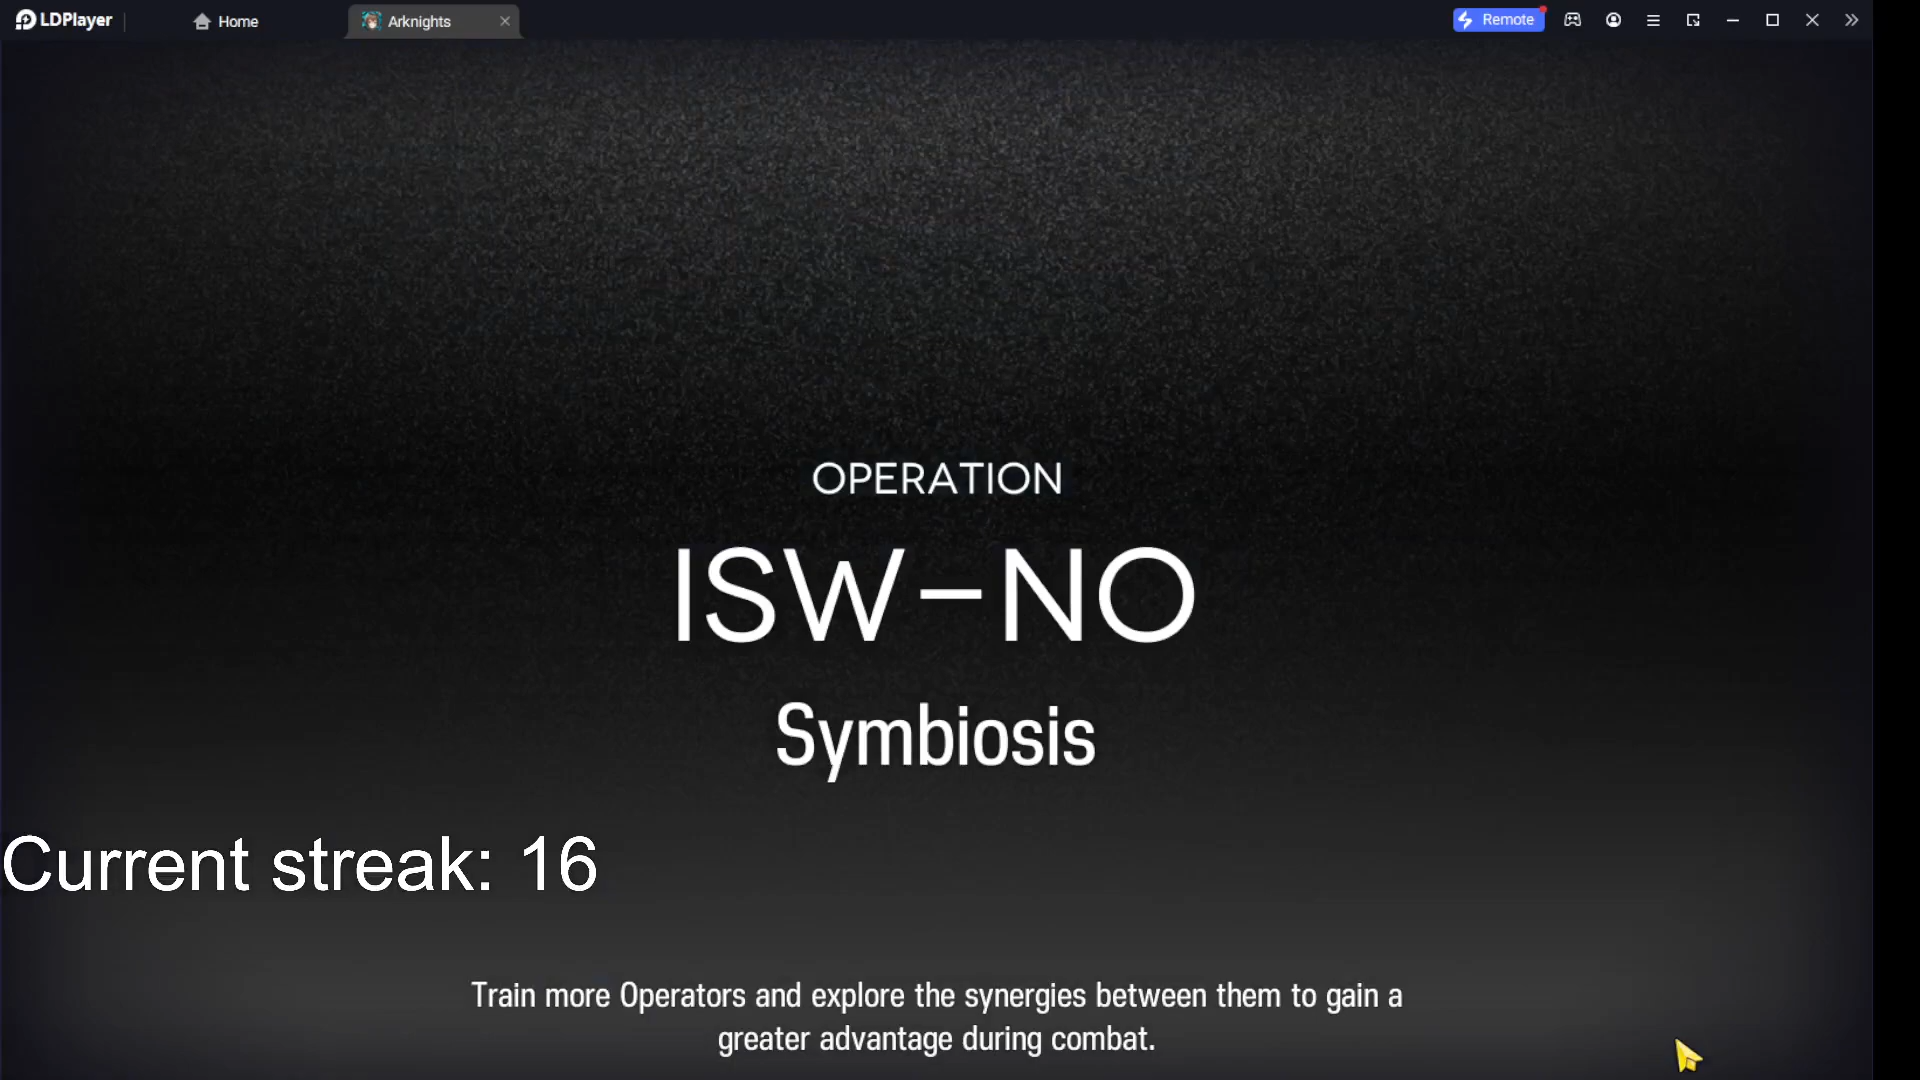 LDPlayer
Home
Arknights
Remote
OPERATION
ISW-NO
Symbiosis
Current streak: 16
Train more Operators and explore the synergies between them to gain a
greater advantage during combat.